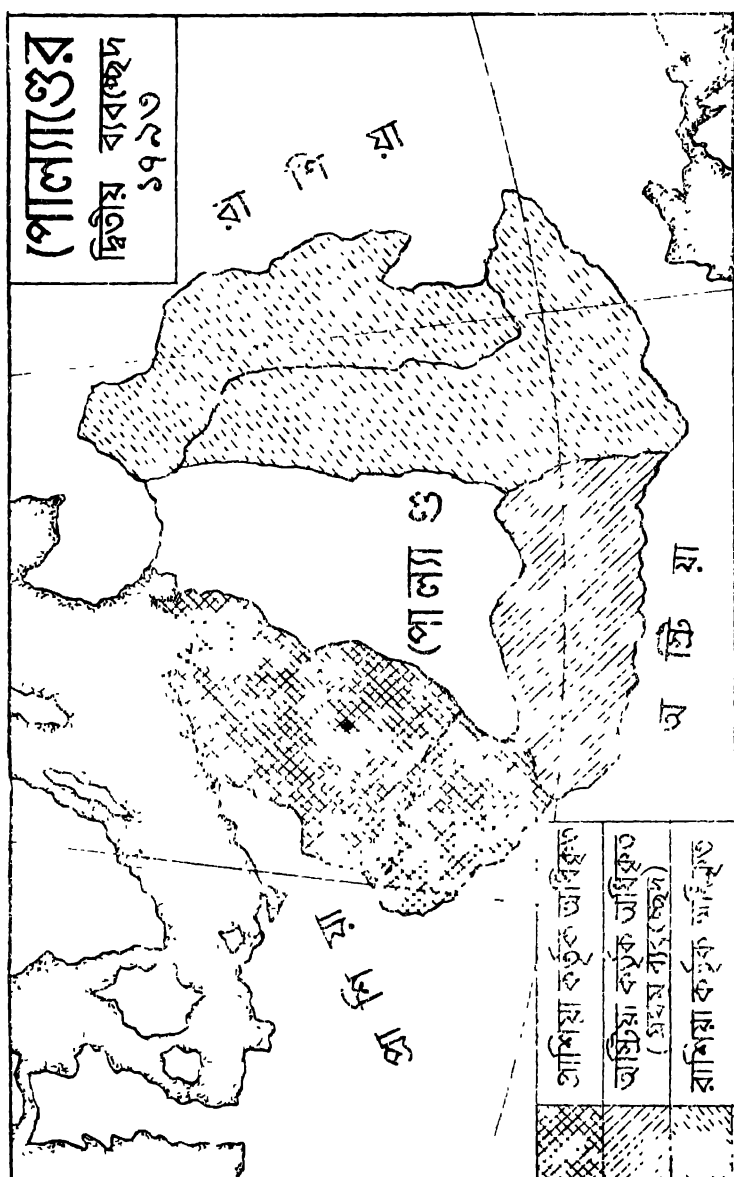 পোল্যাণ্ডের
দ্বিতীয় ব্যবচ্ছেদ
১৭৯৩
রা শি য়া
পোল্যা ণ্ড
প্রা শি য়া
অ স্ট্রি য়া
প্রাশিয়া কর্তৃক অধিকৃত
অস্ট্রিয়া কর্তৃক অধিকৃত
(প্রথম ব্যবচ্ছেদ)
রাশিয়া কর্তৃক অধিকৃত